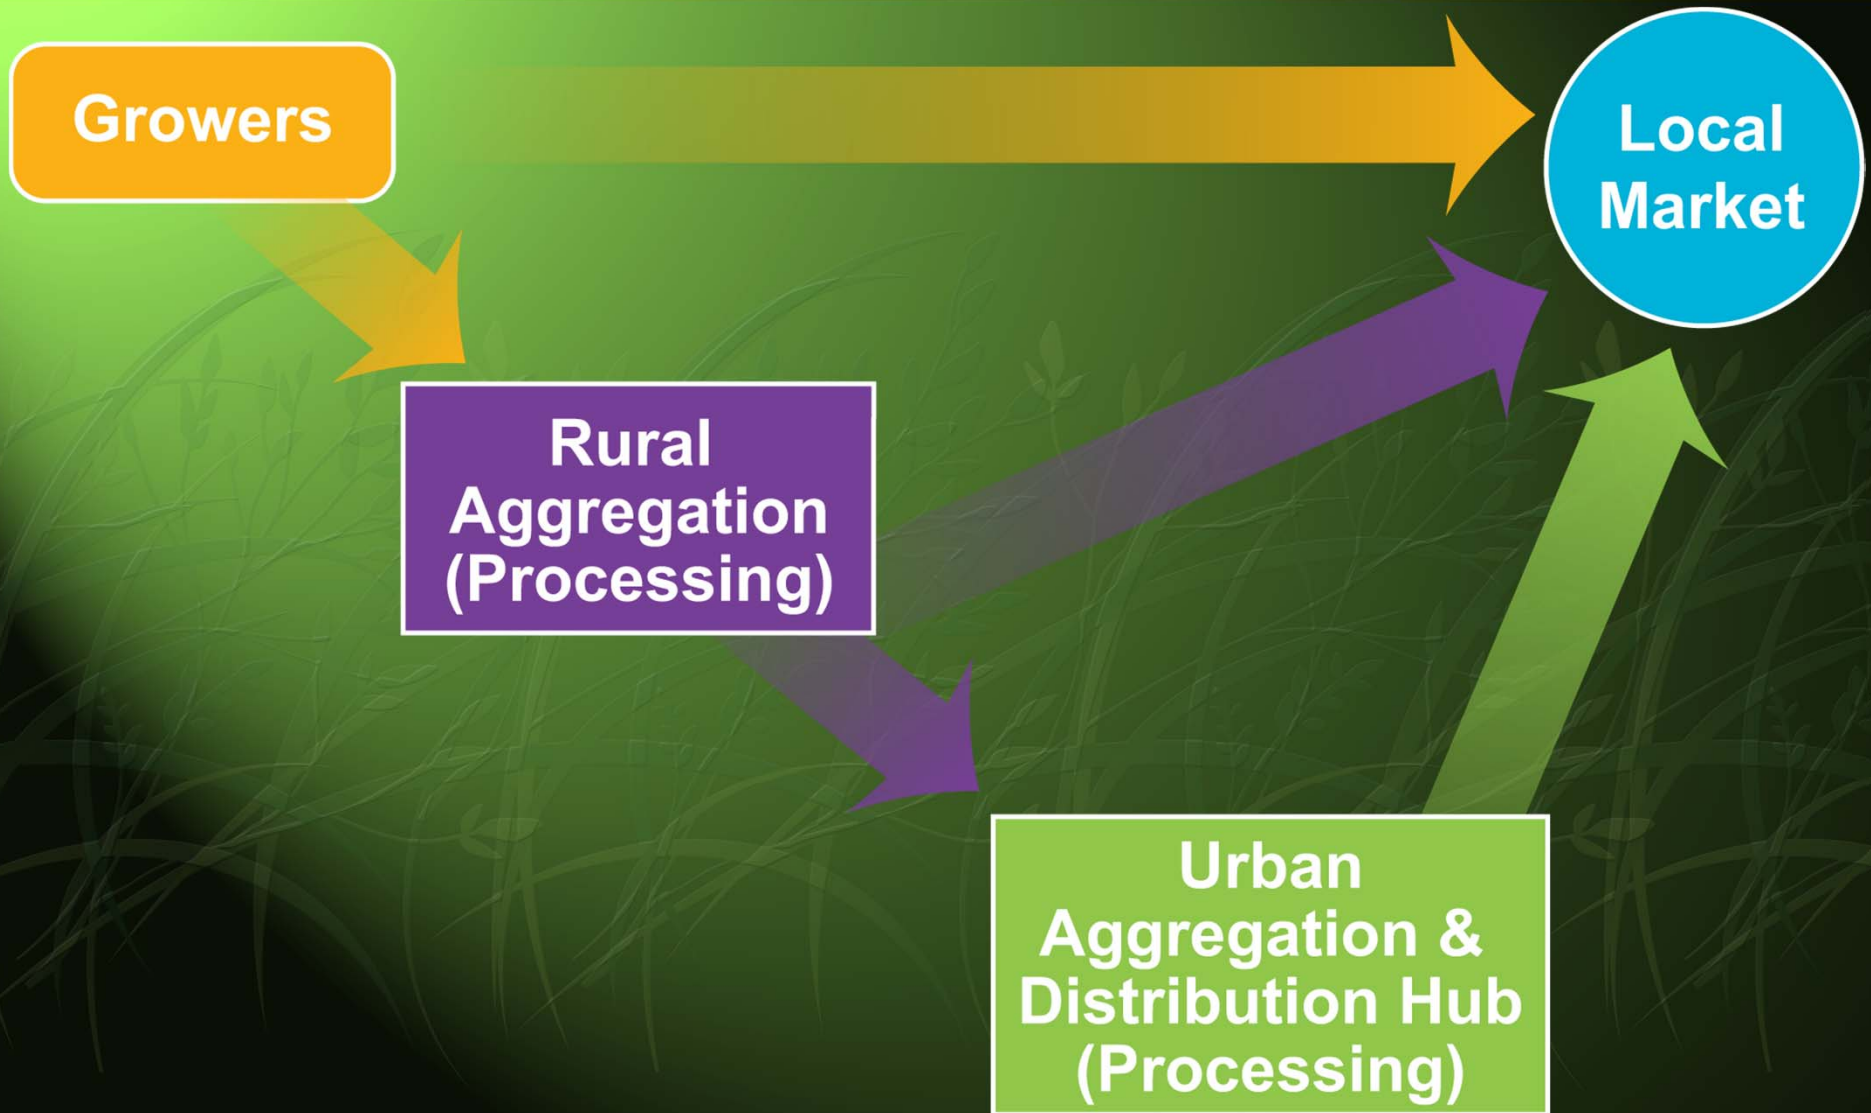 Growers
Local
Market
Rural
Aggregation
(Processing)
Urban
Aggregation &
Distribution Hub
(Processing)